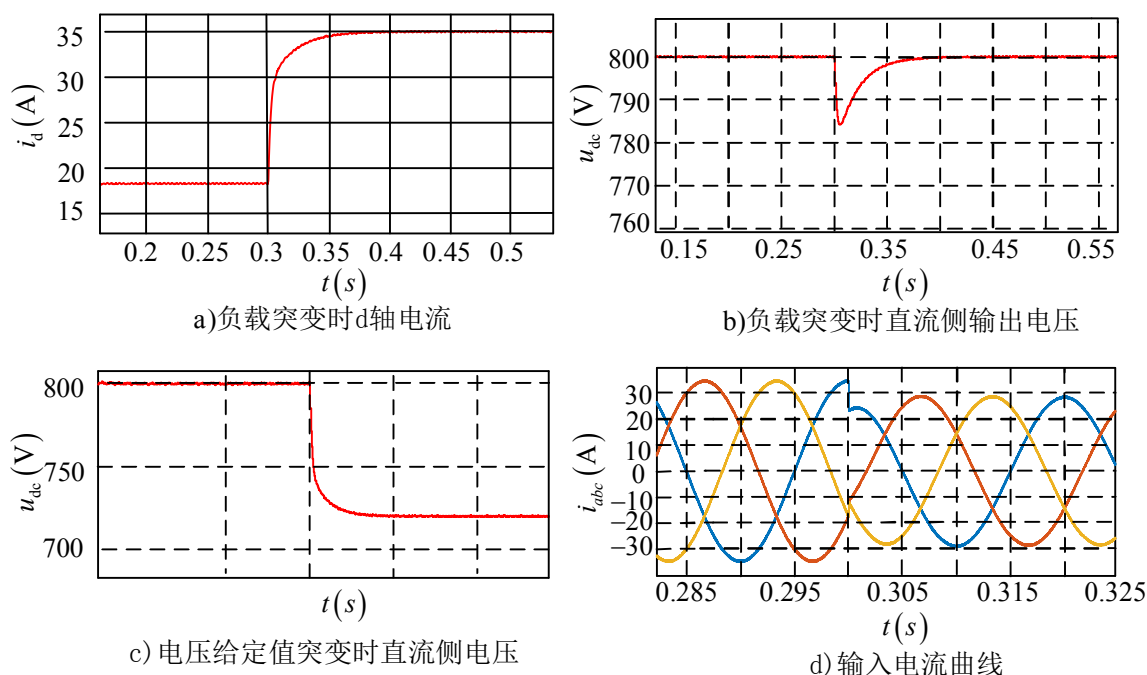 35
30
25
20
15
i_d (A)
0.2 0.25 0.3 0.35 0.4 0.45 0.5
t(s)
a)负载突变时d轴电流
800
790
780
770
760
u_dc (V)
0.15 0.25 0.35 0.45 0.55
t(s)
b)负载突变时直流侧输出电压
800
750
700
u_dc (V)
t(s)
c)电压给定值突变时直流侧电压
30
20
10
0
-10
-20
-30
i_abc (A)
0.285 0.295 0.305 0.315 0.325
t(s)
d)输入电流曲线